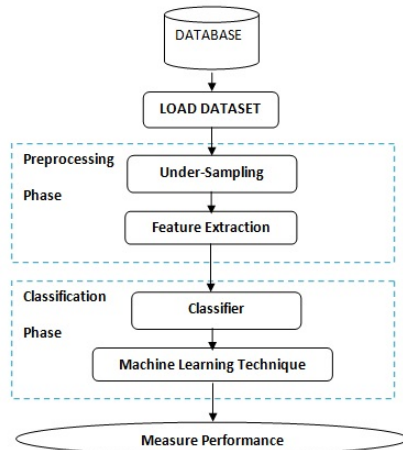 DATABASE
LOAD DATASET
Preprocessing
Phase
Under-Sampling
Feature Extraction
Classification
Phase
Classifier
Machine Learning Technique
Measure Performance